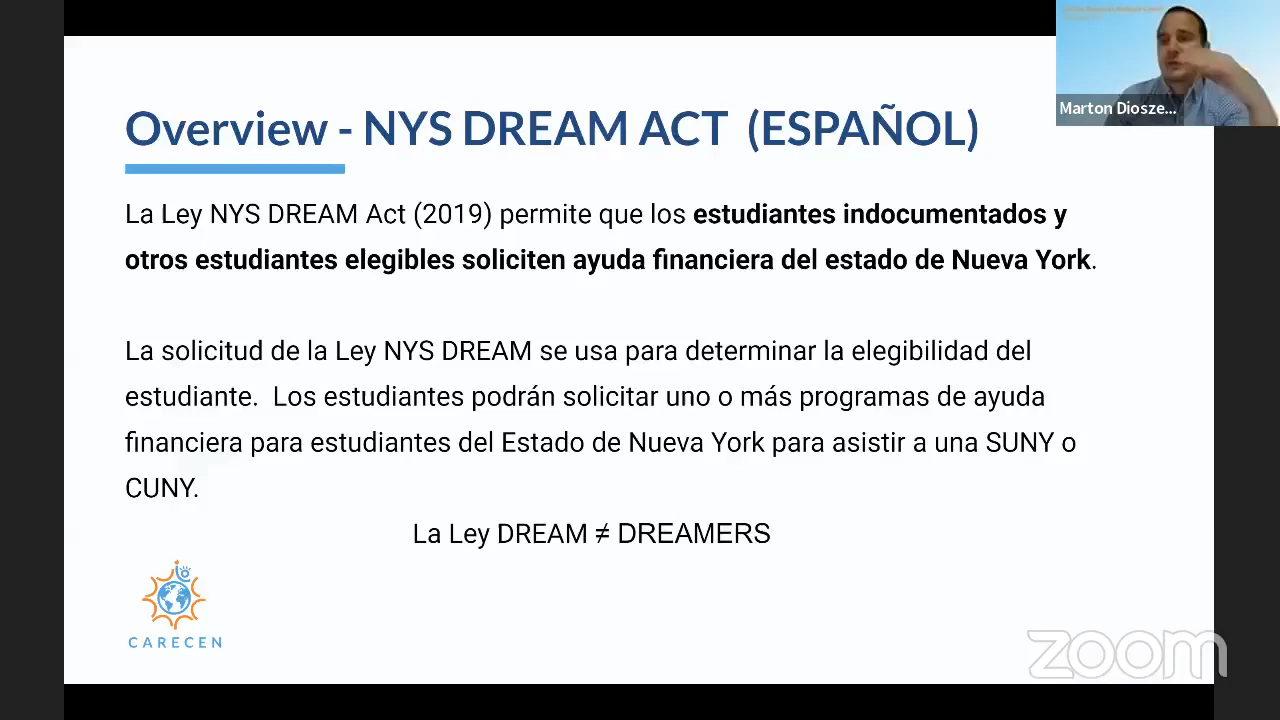 Overview - NYS DREAM ACT (ESPAÑOL)
La Ley NYS DREAM Act (2019) permite que los estudiantes indocumentados y
otros estudiantes elegibles soliciten ayuda financiera del estado de Nueva York.
La solicitud de la Ley NYS DREAM se usa para determinar la elegibilidad del
estudiante. Los estudiantes podrán solicitar uno o más programas de ayuda
financiera para estudiantes del Estado de Nueva York para asistir a una SUNY o
CUNY.
La Ley DREAM ≠ DREAMERS
CARECEN
Marton Diosze...
zoom